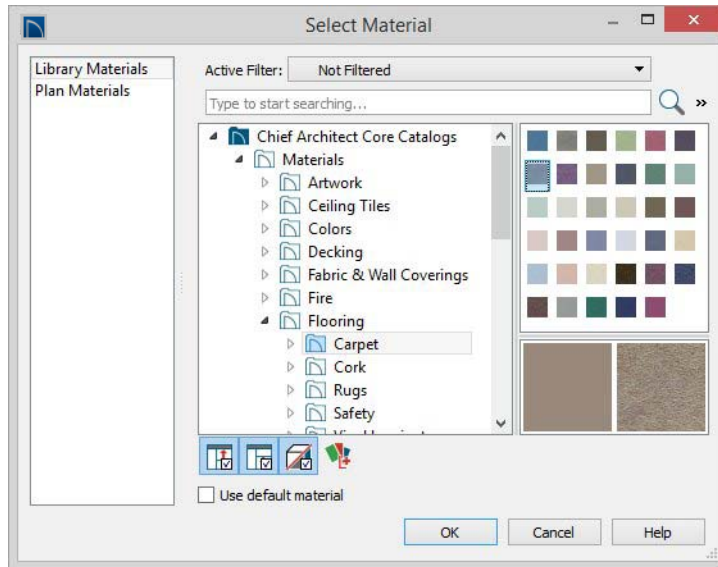 Select Material
Library Materials
Plan Materials
Active Filter: Not Filtered
Type to start searching...
Chief Architect Core Catalogs
Materials
Artwork
Ceiling Tiles
Colors
Decking
Fabric & Wall Coverings
Fire
Flooring
Carpet
Cork
Rugs
Safety
Use default material
OK Cancel Help